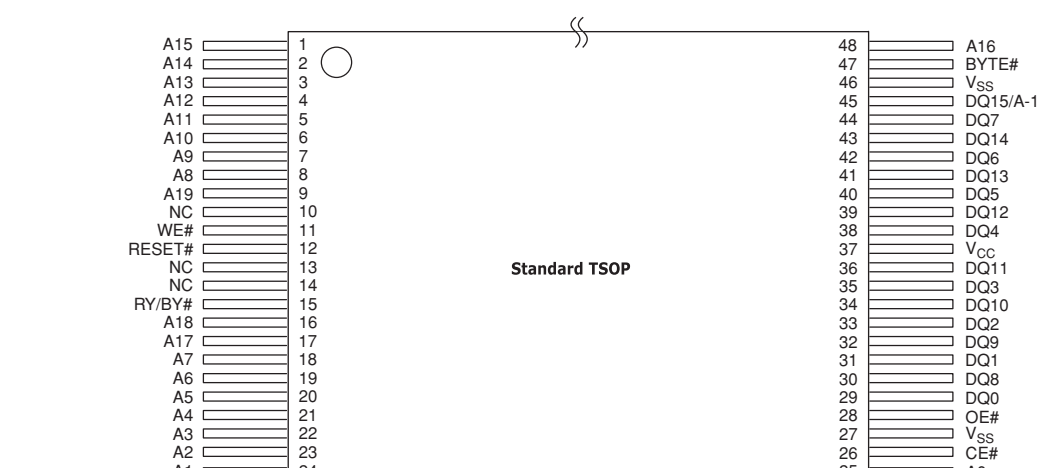 A15 1 48 A16
A14 2 47 BYTE#
A13 3 46 VSS
A12 4 45 DQ15/A-1
A11 5 44 DQ7
A10 6 43 DQ14
A9 7 42 DQ6
A8 8 41 DQ13
A19 9 40 DQ5
NC 10 39 DQ12
WE# 11 38 DQ4
RESET# 12 37 VCC
NC 13 Standard TSOP 36 DQ11
NC 14 35 DQ3
RY/BY# 15 34 DQ10
A18 16 33 DQ2
A17 17 32 DQ9
A7 18 31 DQ1
A6 19 30 DQ8
A5 20 29 DQ0
A4 21 28 OE#
A3 22 27 VSS
A2 23 26 CE#
A1 24 25 A0